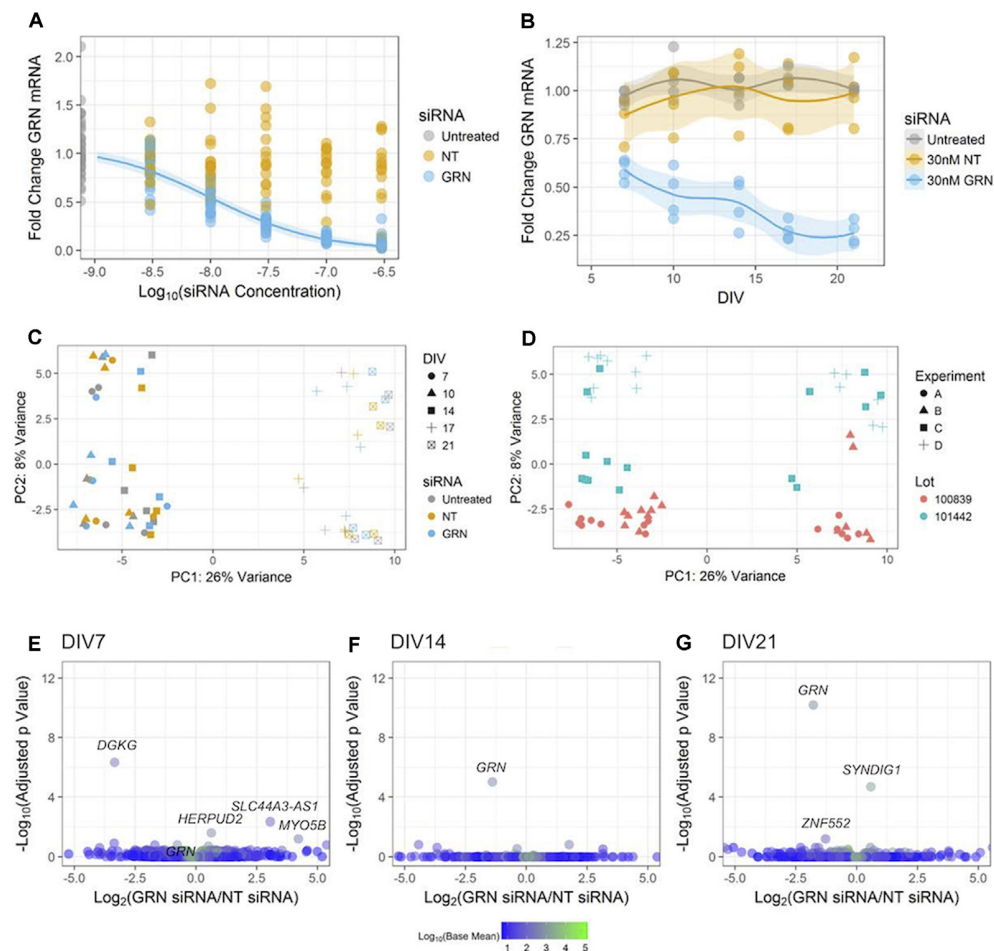 A
2.0
1.5
1.0
0.5
0.0
Fold Change GRN mRNA
-9.0 -8.5 -8.0 -7.5 -7.0 -6.5
Log10(siRNA Concentration)
siRNA
Untreated
NT
GRN
B
1.25
1.00
0.75
0.50
0.25
Fold Change GRN mRNA
5 10 15 20
DIV
siRNA
Untreated
30nM NT
30nM GRN
C
5.0
2.5
0.0
-2.5
PC2: 8% Variance
-5 0 5 10
PC1: 26% Variance
DIV
7
10
14
17
21
siRNA
Untreated
NT
GRN
D
5.0
2.5
0.0
-2.5
PC2: 8% Variance
-5 0 5 10
PC1: 26% Variance
Experiment
A
B
C
D
Lot
100839
101442
E DIV7
12
8
4
0
-Log10(Adjusted p Value)
DGKG
SLC44A3-AS1
HERPUD2
MYO5B
GRN
-5.0 -2.5 0.0 2.5 5.0
Log2(GRN siRNA/NT siRNA)
F DIV14
12
8
4
0
-Log10(Adjusted p Value)
GRN
-5.0 -2.5 0.0 2.5 5.0
Log2(GRN siRNA/NT siRNA)
G DIV21
12
8
4
0
-Log10(Adjusted p Value)
GRN
SYNDIG1
ZNF552
-5.0 -2.5 0.0 2.5 5.0
Log2(GRN siRNA/NT siRNA)
Log10(Base Mean)
1 2 3 4 5